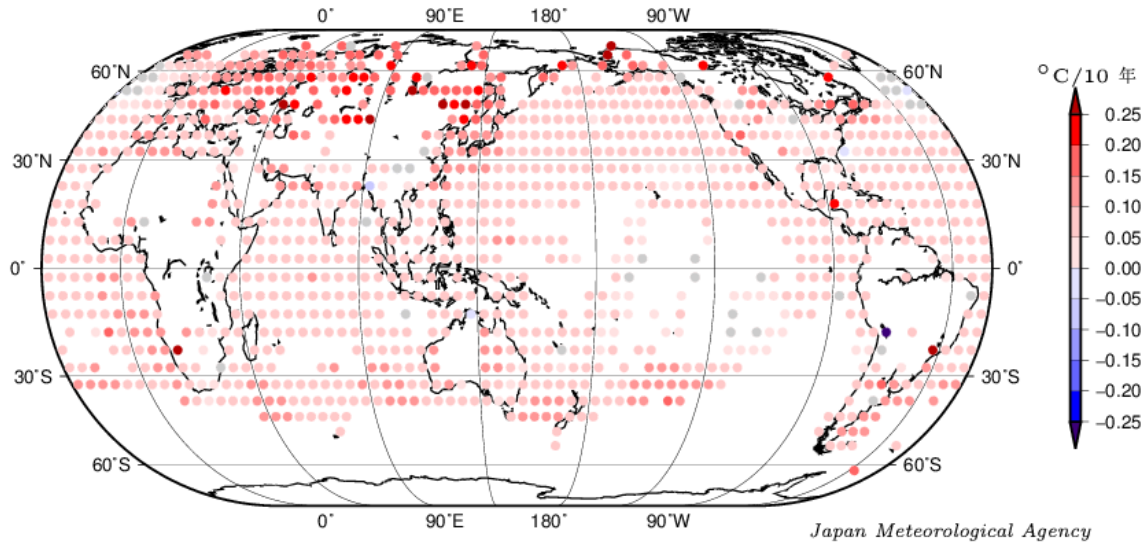 0° 90°E 180° 90°W
60°N
°C/10 年
0.25
0.20
30°N 30°N
0.15
0.10
0.05
0° 0°
0.00
−0.05
−0.10
−0.15
30°S 30°S
−0.20
−0.25
60°S 60°S
0° 90°E 180° 90°W
Japan Meteorological Agency